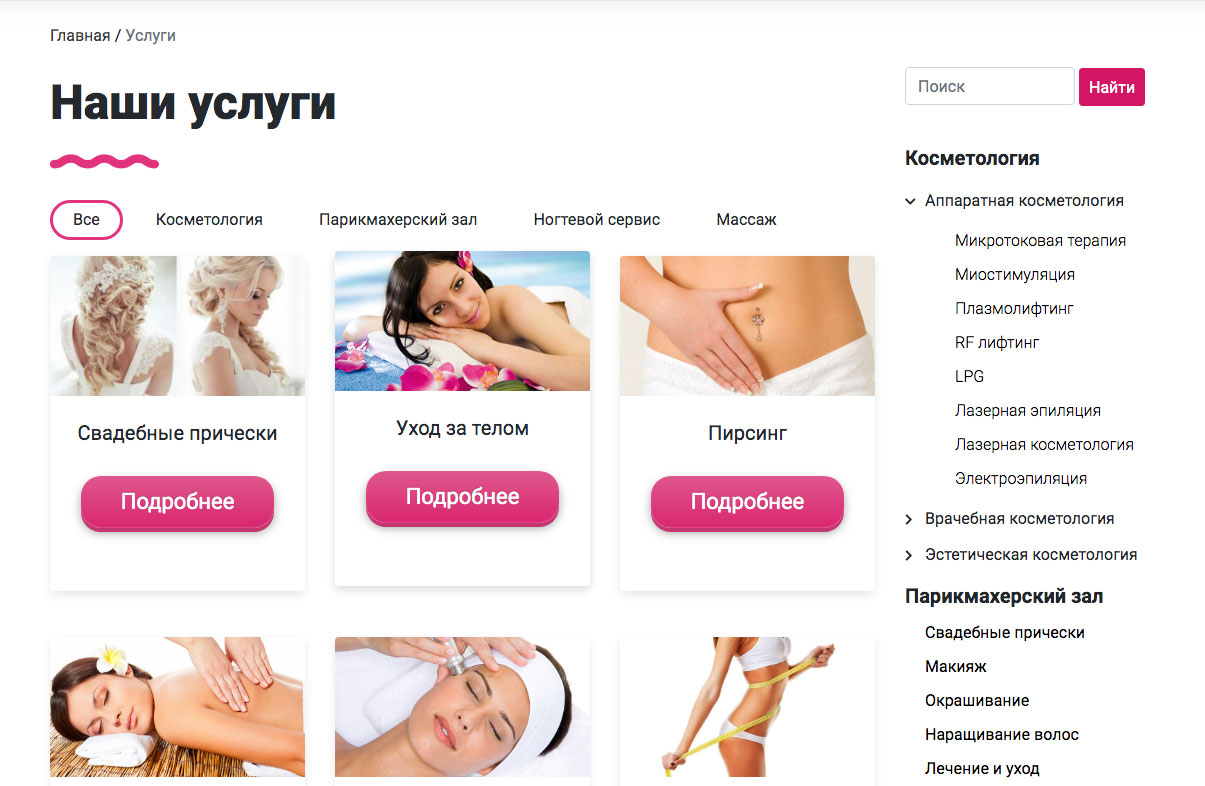 Главная / Услуги
Наши услуги
Все
Косметология
Парикмахерский зал
Ногтевой сервис
Массаж
Свадебные прически
Подробнее
Уход за телом
Подробнее
Пирсинг
Подробнее
Поиск
Найти
Косметология
Аппаратная косметология
Микротоковая терапия
Миостимуляция
Плазмолифтинг
RF лифтинг
LPG
Лазерная эпиляция
Лазерная косметология
Электроэпиляция
Врачебная косметология
Эстетическая косметология
Парикмахерский зал
Свадебные прически
Макияж
Окрашивание
Наращивание волос
Лечение и уход